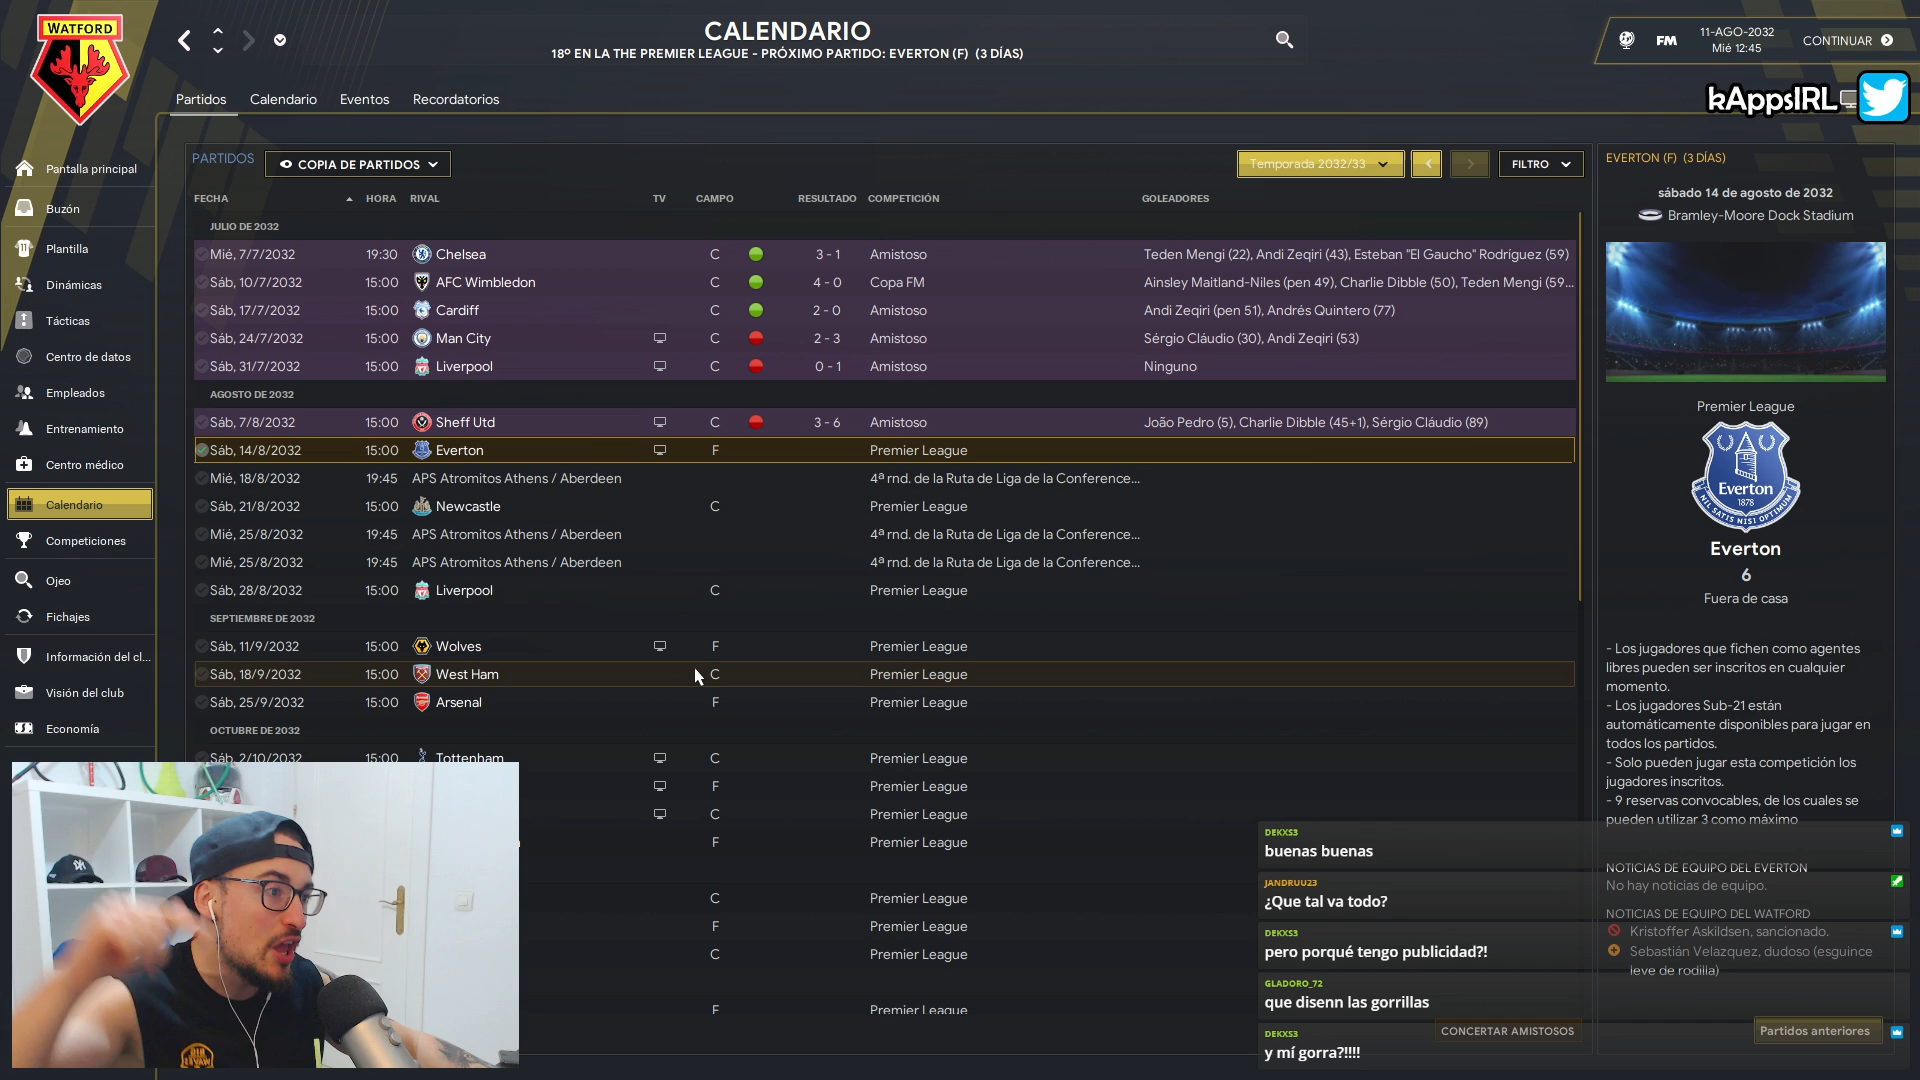 WATFORD
CALENDARIO
18º EN LA THE PREMIER LEAGUE - PRÓXIMO PARTIDO: EVERTON (F) (3 DÍAS)
FM
11-AGO-2032
Mié 12:45
CONTINUAR
kAppsIRL
Partidos
Calendario
Eventos
Recordatorios
Pantalla principal
Buzón
Plantilla
Dinámicas
Tácticas
Centro de datos
Empleados
Entrenamiento
Centro médico
Calendario
Competiciones
Ojeo
Fichajes
Información del cl...
Visión del club
Economía
PARTIDOS
COPIA DE PARTIDOS
Temporada 2032/33
FILTRO
FECHA HORA RIVAL TV CAMPO RESULTADO COMPETICIÓN GOLEADORES
JULIO DE 2032
Mié, 7/7/2032 19:30 Chelsea C 3 - 1 Amistoso Teden Mengi (22), Andi Zeqiri (43), Esteban "El Gaucho" Rodríguez (59)
Sáb, 10/7/2032 15:00 AFC Wimbledon C 4 - 0 Copa FM Ainsley Maitland-Niles (pen 49), Charlie Dibble (50), Teden Mengi (59...
Sáb, 17/7/2032 15:00 Cardiff C 2 - 0 Amistoso Andi Zeqiri (pen 51), Andrés Quintero (77)
Sáb, 24/7/2032 15:00 Man City C 2 - 3 Amistoso Sérgio Cláudio (30), Andi Zeqiri (53)
Sáb, 31/7/2032 15:00 Liverpool C 0 - 1 Amistoso Ninguno
AGOSTO DE 2032
Sáb, 7/8/2032 15:00 Sheff Utd C 3 - 6 Amistoso João Pedro (5), Charlie Dibble (45+1), Sérgio Cláudio (89)
Sáb, 14/8/2032 15:00 Everton F Premier League
Mié, 18/8/2032 19:45 APS Atromitos Athens / Aberdeen 4ª rnd. de la Ruta de Liga de la Conference...
Sáb, 21/8/2032 15:00 Newcastle C Premier League
Mié, 25/8/2032 19:45 APS Atromitos Athens / Aberdeen 4ª rnd. de la Ruta de Liga de la Conference...
Mié, 25/8/2032 19:45 APS Atromitos Athens / Aberdeen 4ª rnd. de la Ruta de Liga de la Conference...
Sáb, 28/8/2032 15:00 Liverpool C Premier League
SEPTIEMBRE DE 2032
Sáb, 11/9/2032 15:00 Wolves F Premier League
Sáb, 18/9/2032 15:00 West Ham C Premier League
Sáb, 25/9/2032 15:00 Arsenal F Premier League
OCTUBRE DE 2032
Sáb, 2/10/2032 15:00 Tottenham C Premier League
F Premier League
C Premier League
F Premier League
C Premier League
F Premier League
C Premier League
F Premier League
EVERTON (F) (3 DÍAS)
sábado 14 de agosto de 2032
Bramley-Moore Dock Stadium
Premier League
Everton
1878
NIL SATIS NISI OPTIMUM
Everton
6
Fuera de casa
- Los jugadores que fichen como agentes
libres pueden ser inscritos en cualquier
momento.
- Los jugadores Sub-21 están
automáticamente disponibles para jugar en
todos los partidos.
- Solo pueden jugar esta competición los
jugadores inscritos.
- 9 reservas convocables, de los cuales se
pueden utilizar 3 como máximo
NOTICIAS DE EQUIPO DEL EVERTON
No hay noticias de equipo.
NOTICIAS DE EQUIPO DEL WATFORD
Kristoffer Askildsen, sancionado.
Sebastián Velazquez, dudoso (esguince
leve de rodilla)
CONCERTAR AMISTOSOS
Partidos anteriores
DEKXS3
buenas buenas
JANDRUU23
¿Que tal va todo?
DEKXS3
pero porqué tengo publicidad?!
GLADORO_72
que disenn las gorrillas
DEKXS3
y mí gorra?!!!!